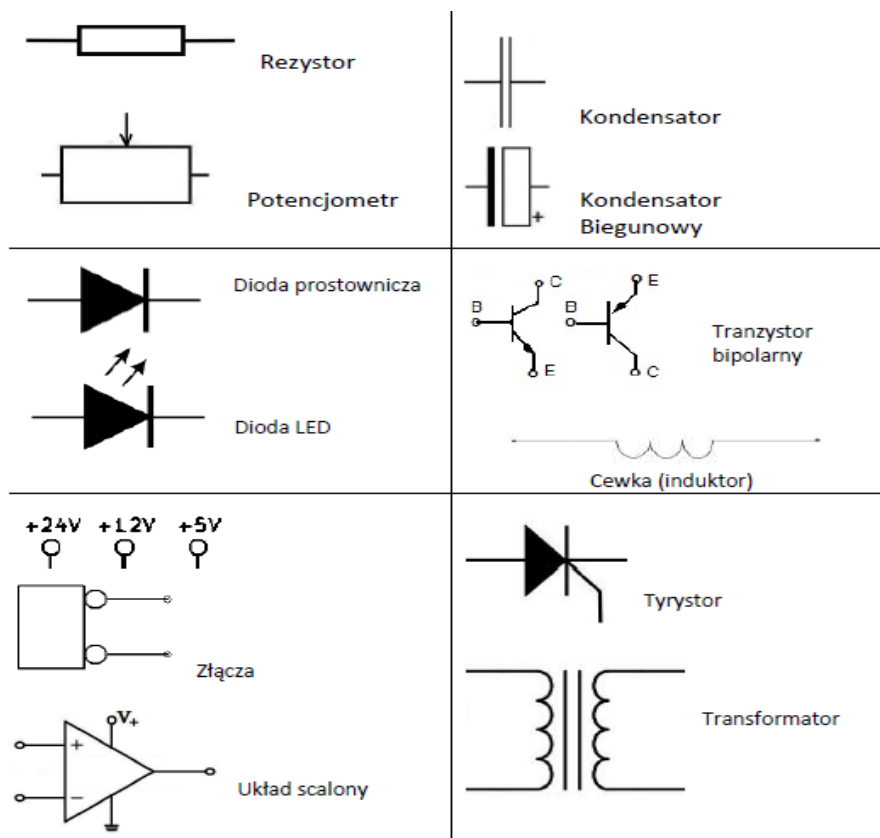 Rezystor
Potencjometr
Kondensator
+
Kondensator
Biegunowy
Dioda prostownicza
Dioda LED
C
B
E
E
B
C
Tranzystor
bipolarny
Cewka (induktor)
+24V +12V +5V
Złącza
V+
+
−
Układ scalony
Tyrystor
Transformator